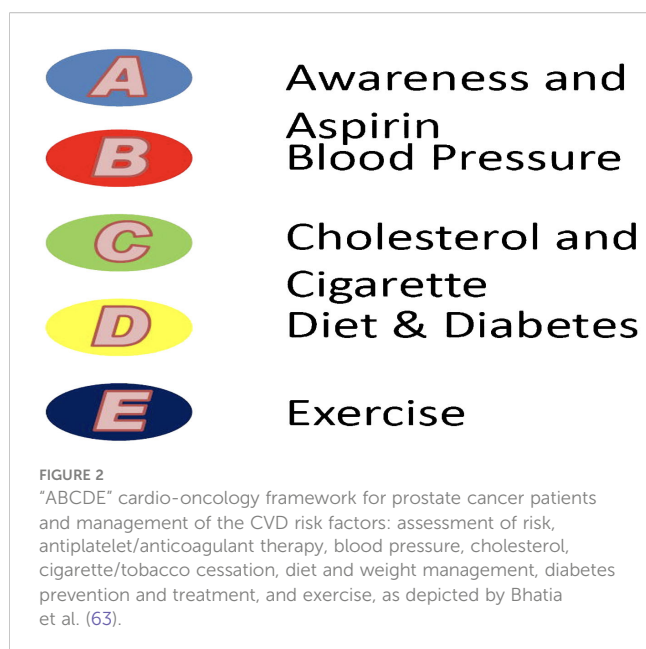 A Awareness and
Aspirin
B Blood Pressure
C Cholesterol and
Cigarette
D Diet & Diabetes
E Exercise
FIGURE 2
“ABCDE” cardio-oncology framework for prostate cancer patients
and management of the CVD risk factors: assessment of risk,
antiplatelet/anticoagulant therapy, blood pressure, cholesterol,
cigarette/tobacco cessation, diet and weight management, diabetes
prevention and treatment, and exercise, as depicted by Bhatia
et al. (63).